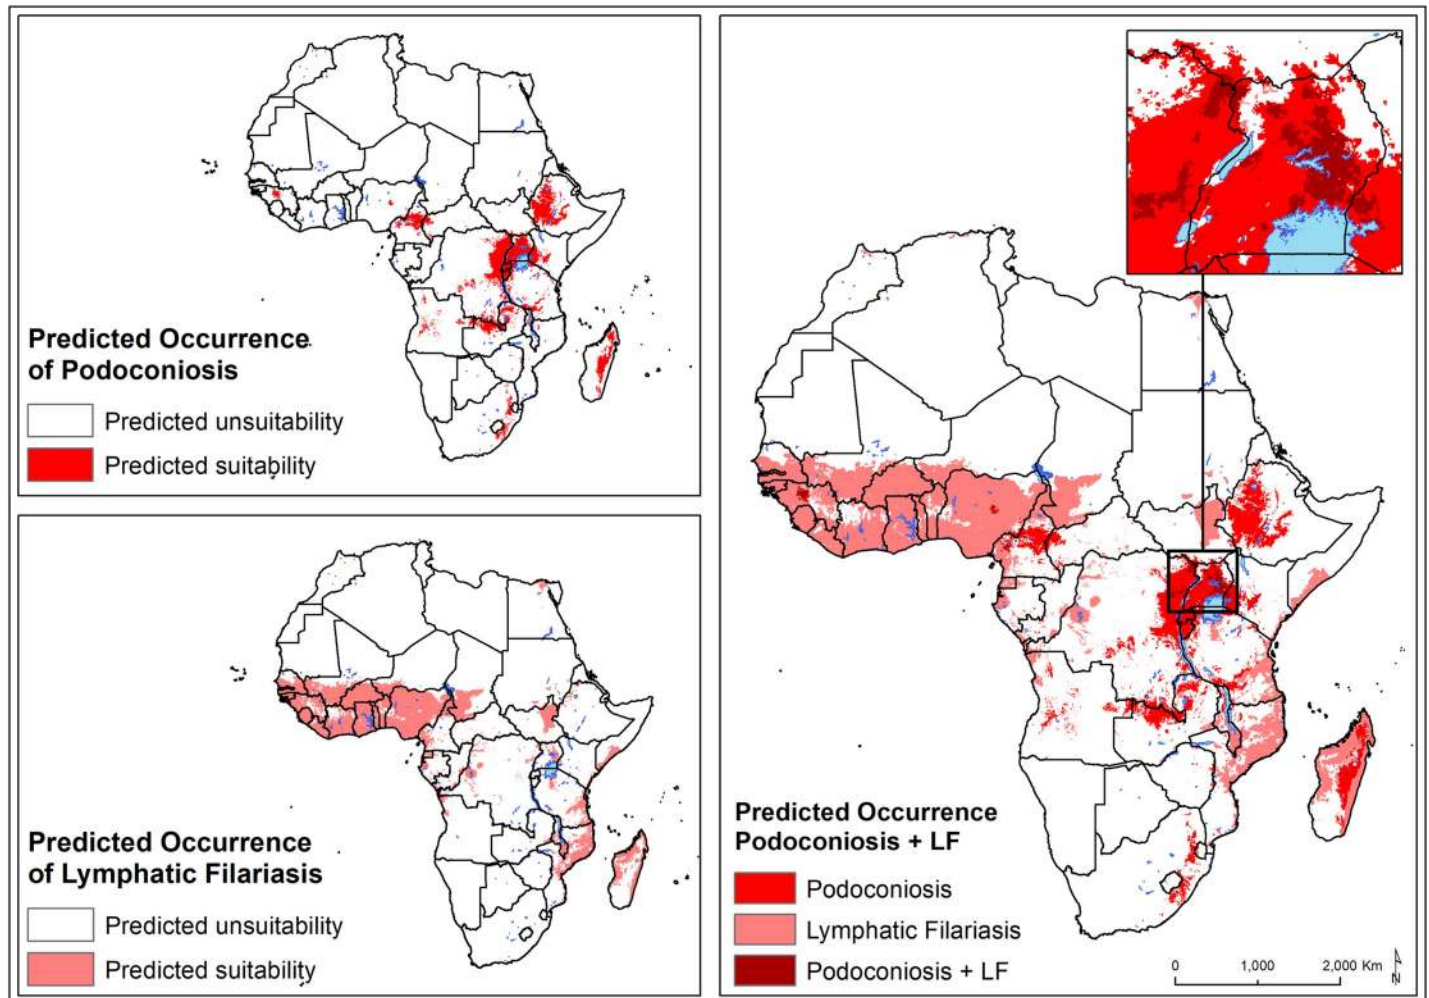 Predicted Occurrence
of Podoconiosis
Predicted unsuitability
Predicted suitability
Predicted Occurrence
of Lymphatic Filariasis
Predicted unsuitability
Predicted suitability
Predicted Occurrence
Podoconiosis + LF
Podoconiosis
Lymphatic Filariasis
Podoconiosis + LF
0 1,000 2,000 Km
N